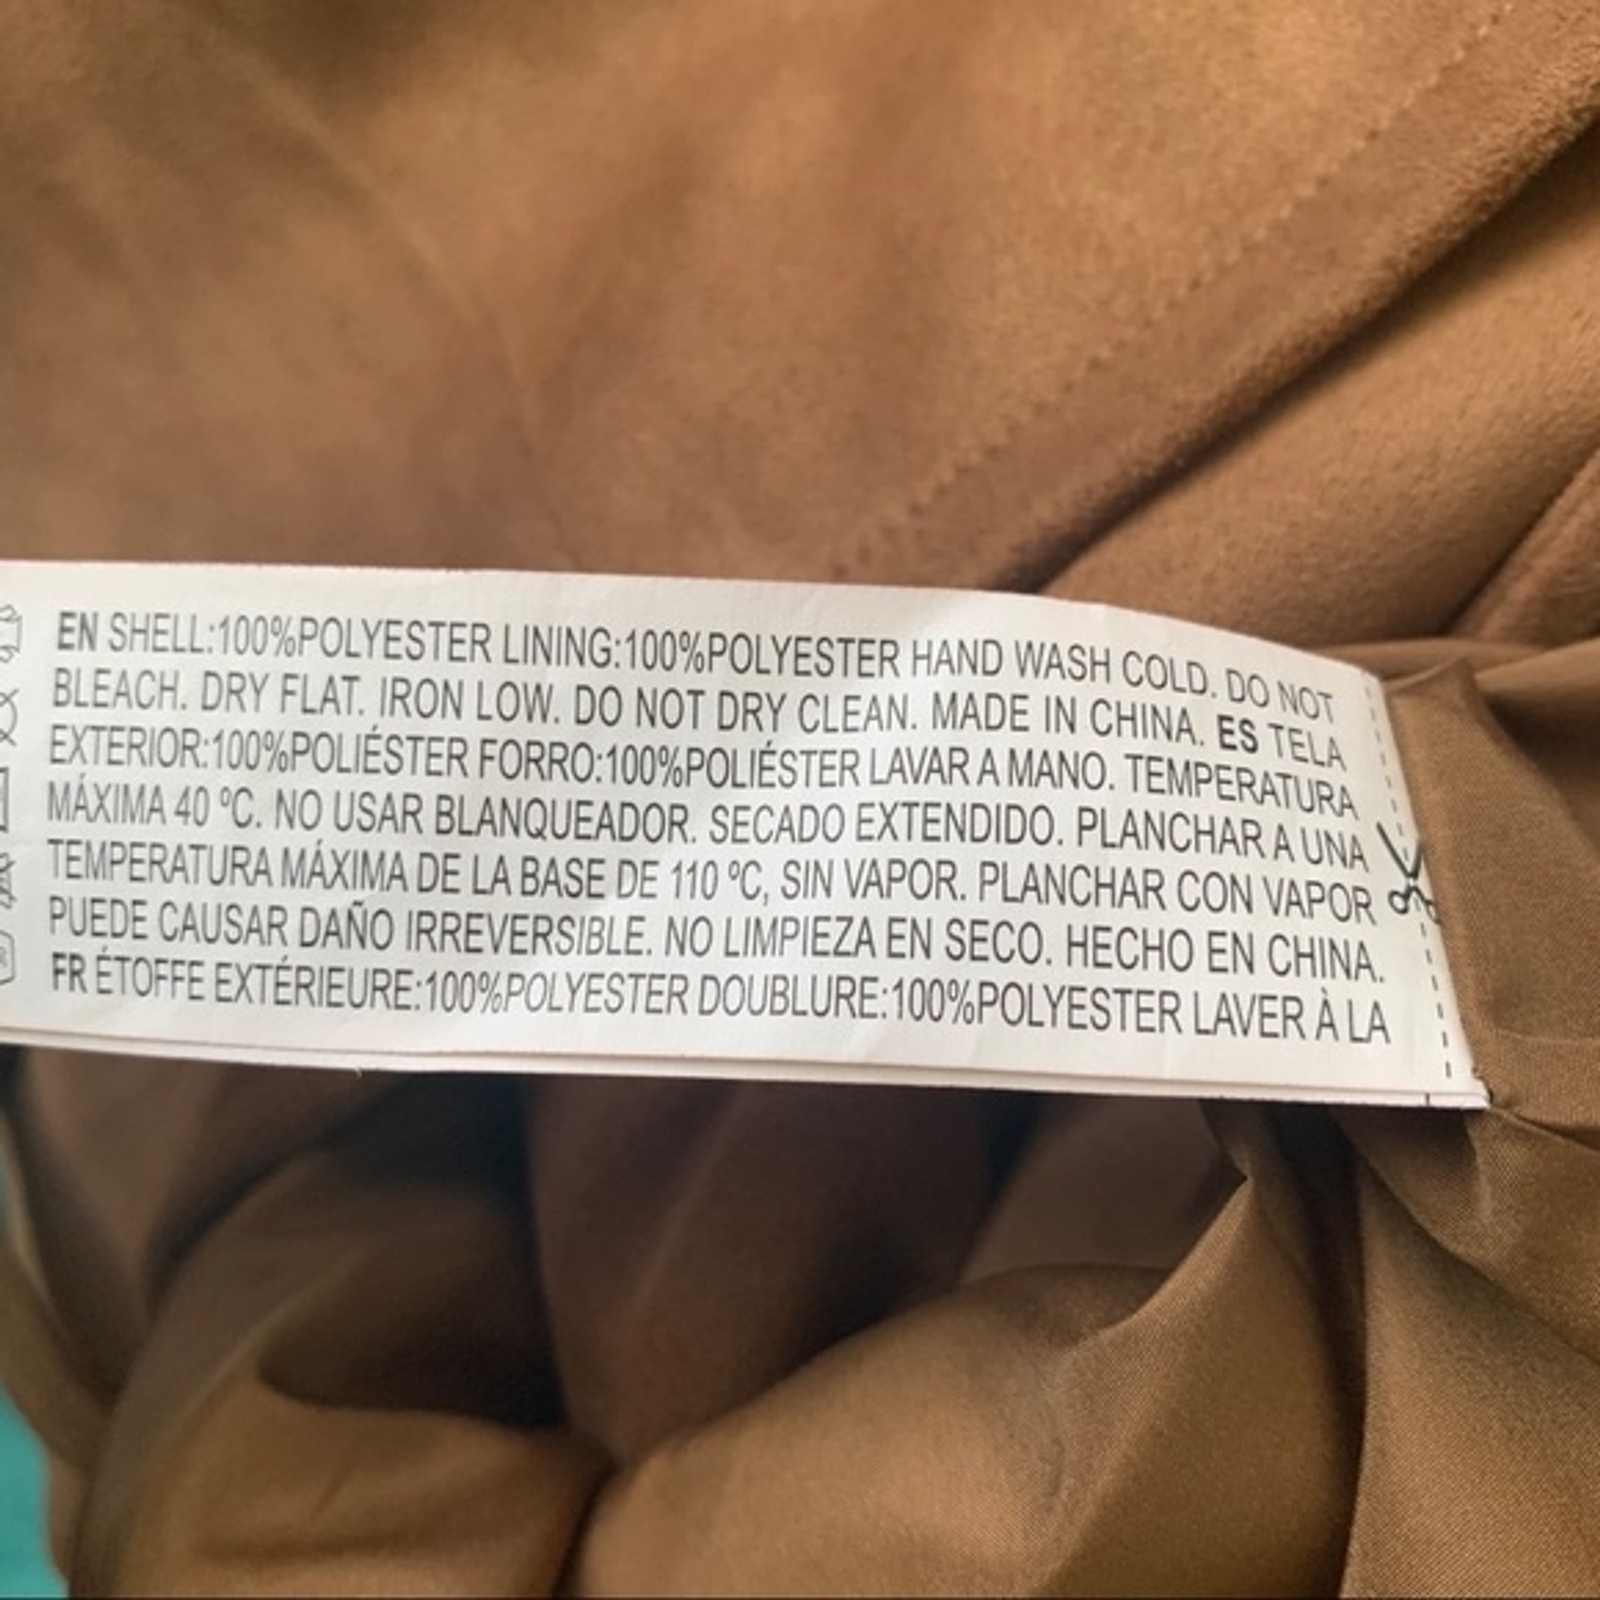 EN SHELL:100%POLYESTER LINING:100%POLYESTER HAND WASH COLD. DO NOT
BLEACH. DRY FLAT. IRON LOW. DO NOT DRY CLEAN. MADE IN CHINA. ES TELA
EXTERIOR:100%POLIÉSTER FORRO:100%POLIÉSTER LAVAR A MANO. TEMPERATURA
MÁXIMA 40 ºC. NO USAR BLANQUEADOR. SECADO EXTENDIDO. PLANCHAR A UNA
TEMPERATURA MÁXIMA DE LA BASE DE 110 ºC, SIN VAPOR. PLANCHAR CON VAPOR
PUEDE CAUSAR DAÑO IRREVERSIBLE. NO LIMPIEZA EN SECO. HECHO EN CHINA.
FR ÉTOFFE EXTÉRIEURE:100%POLYESTER DOUBLURE:100%POLYESTER LAVER À LA